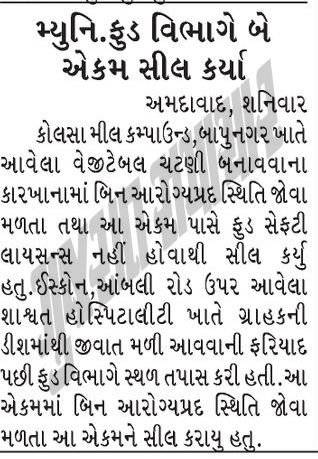 મ્યુનિ.ફુડ વિભાગે બે
એકમ સીલ કર્યા
અમદાવાદ, શનિવાર
કોલસા મીલ કમ્પાઉન્ડ,બાપુનગર ખાતે
આવેલા વેજીટેબલ ચટણી બનાવવાના
કારખાનામાં બિન આરોગ્યપ્રદ સ્થિતિ જોવા
મળતા તથા આ એકમ પાસે ફુડ સેફટી
લાયસન્સ નહીં હોવાથી સીલ કર્યુ
હતુ.ઈસ્કોન,આંબલી રોડ ઉપર આવેલા
શાશ્વત હોસ્પિટાલીટી ખાતે ગ્રાહકની
ડીશમાંથી જીવાત મળી આવવાની ફરિયાદ
પછી ફુડ વિભાગે સ્થળ તપાસ કરી હતી.આ
એકમમાં બિન આરોગ્યપ્રદ સ્થિતિ જોવા
મળતા આ એકમને સીલ કરાયુ હતુ.